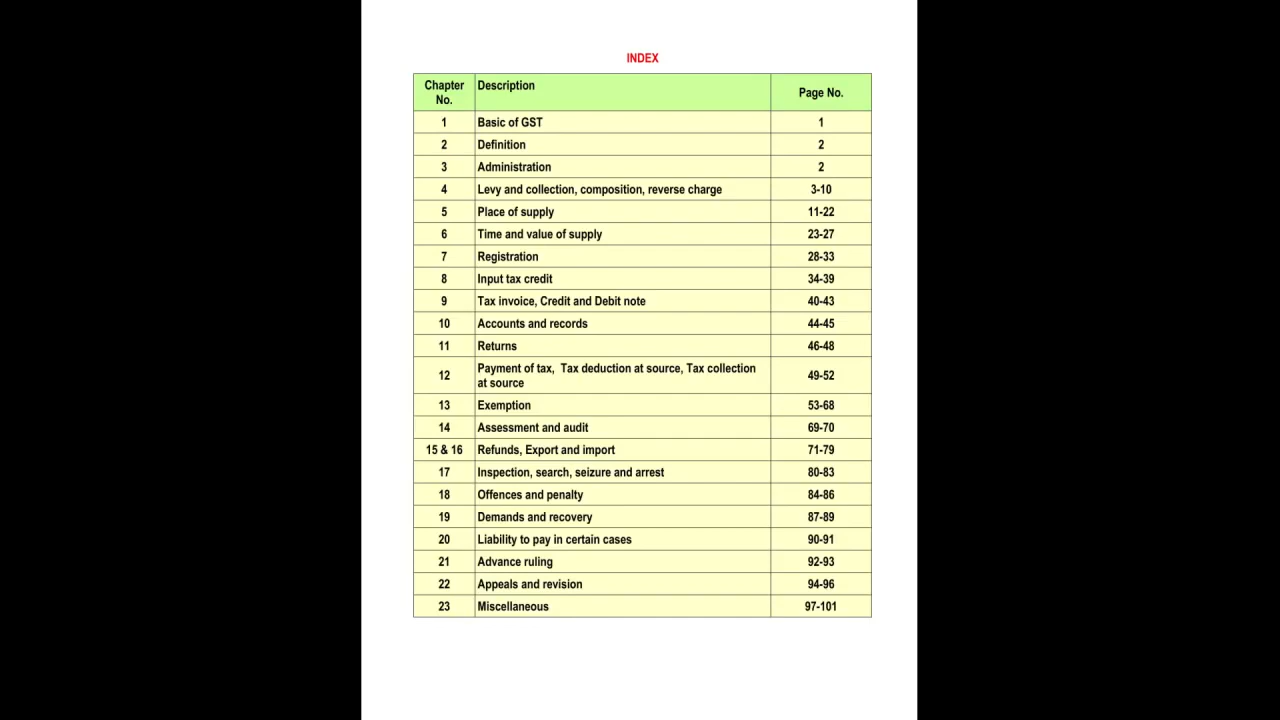 INDEX
Chapter No. Description Page No.
1 Basic of GST 1
2 Definition 2
3 Administration 2
4 Levy and collection, composition, reverse charge 3-10
5 Place of supply 11-22
6 Time and value of supply 23-27
7 Registration 28-33
8 Input tax credit 34-39
9 Tax invoice, Credit and Debit note 40-43
10 Accounts and records 44-45
11 Returns 46-48
12 Payment of tax, Tax deduction at source, Tax collection at source 49-52
13 Exemption 53-68
14 Assessment and audit 69-70
15 & 16 Refunds, Export and import 71-79
17 Inspection, search, seizure and arrest 80-83
18 Offences and penalty 84-86
19 Demands and recovery 87-89
20 Liability to pay in certain cases 90-91
21 Advance ruling 92-93
22 Appeals and revision 94-96
23 Miscellaneous 97-101